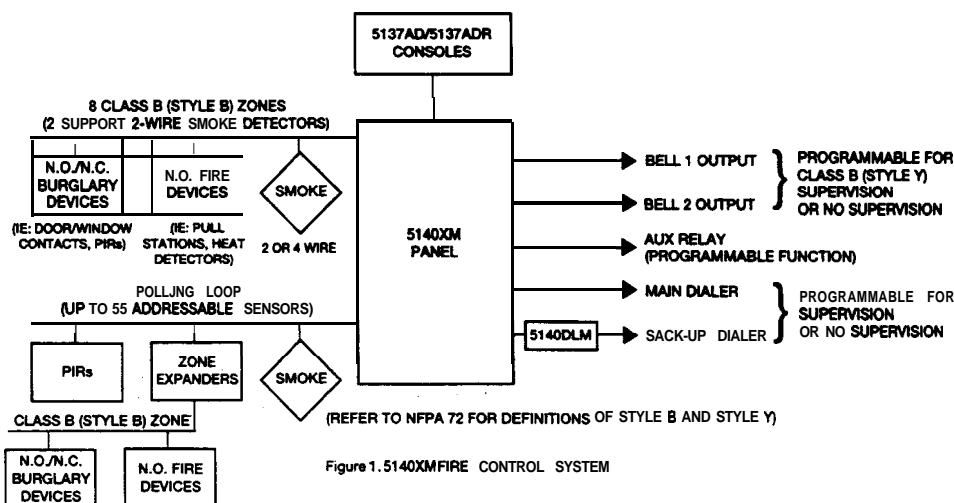 5137AD/5137ADR
CONSOLES
8 CLASS B (STYLE B) ZONES
(2 SUPPORT 2-WIRE SMOKE DETECTORS)
N.O./N.C.
BURGLARY
DEVICES
N.O. FIRE
DEVICES
SMOKE
(IE: DOOR/WINDOW
CONTACTS, PIRs)
(IE: PULL
STATIONS, HEAT
DETECTORS)
2 OR 4 WIRE
5140XM
PANEL
BELL 1 OUTPUT
BELL 2 OUTPUT
PROGRAMMABLE FOR
CLASS B (STYLE Y)
SUPERVISION
OR NO SUPERVISION
AUX RELAY
(PROGRAMMABLE FUNCTION)
MAIN DIALER
5140DLM
SACK-UP DIALER
PROGRAMMABLE FOR
SUPERVISION
OR NO SUPERVISION
POLLJNG LOOP
(UP TO 55 ADDRESSABLE SENSORS)
PIRs
ZONE
EXPANDERS
SMOKE
CLASS B (STYLE B) ZONE
N.O./N.C.
BURGLARY
DEVICES
N.O. FIRE
DEVICES
(REFER TO NFPA 72 FOR DEFINITIONS OF STYLE B AND STYLE Y)
Figure 1. 5140XM FIRE CONTROL SYSTEM